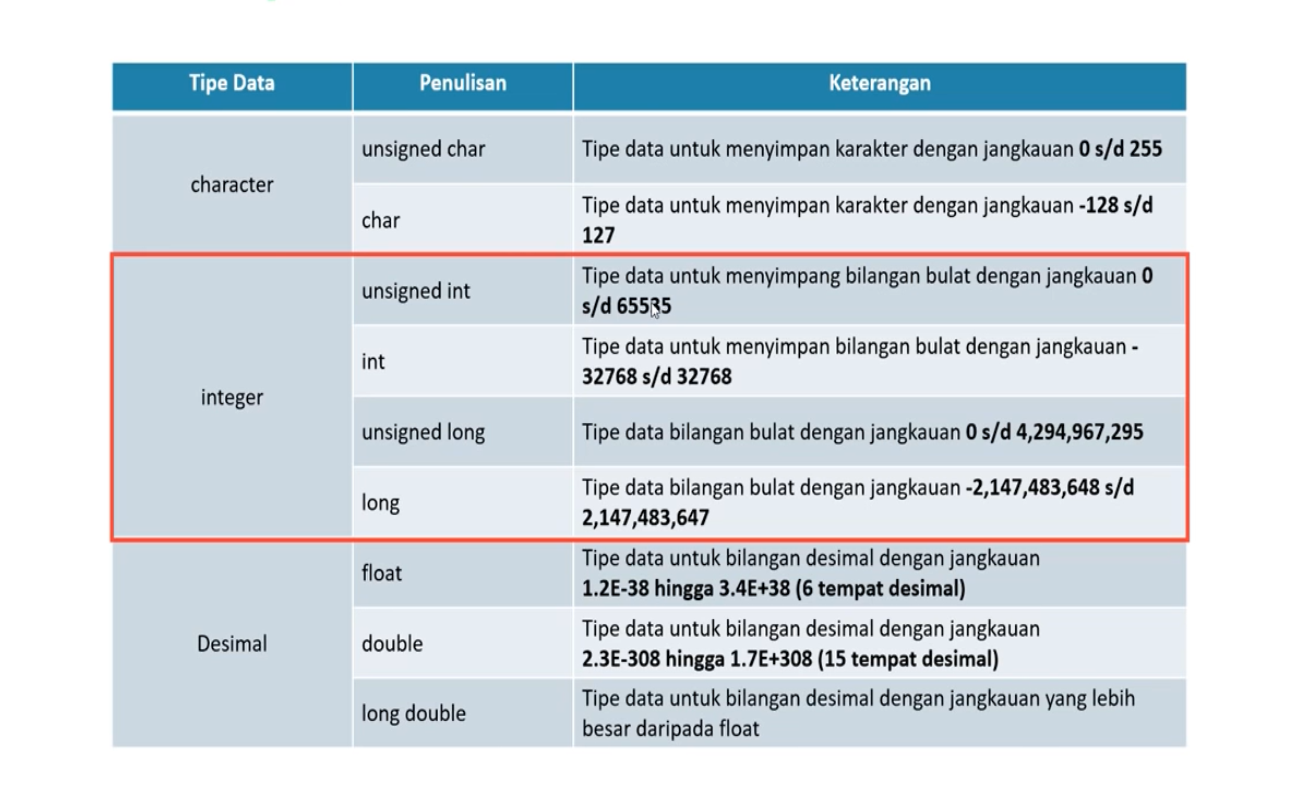 Tipe Data
Penulisan
Keterangan
character
unsigned char
Tipe data untuk menyimpan karakter dengan jangkauan 0 s/d 255
char
Tipe data untuk menyimpan karakter dengan jangkauan -128 s/d
127
integer
unsigned int
Tipe data untuk menyimpang bilangan bulat dengan jangkauan 0
s/d 65535
int
Tipe data untuk menyimpan bilangan bulat dengan jangkauan -
32768 s/d 32768
unsigned long
Tipe data bilangan bulat dengan jangkauan 0 s/d 4,294,967,295
long
Tipe data bilangan bulat dengan jangkauan -2,147,483,648 s/d
2,147,483,647
Desimal
float
Tipe data untuk bilangan desimal dengan jangkauan
1.2E-38 hingga 3.4E+38 (6 tempat desimal)
double
Tipe data untuk bilangan desimal dengan jangkauan
2.3E-308 hingga 1.7E+308 (15 tempat desimal)
long double
Tipe data untuk bilangan desimal dengan jangkauan yang lebih
besar daripada float